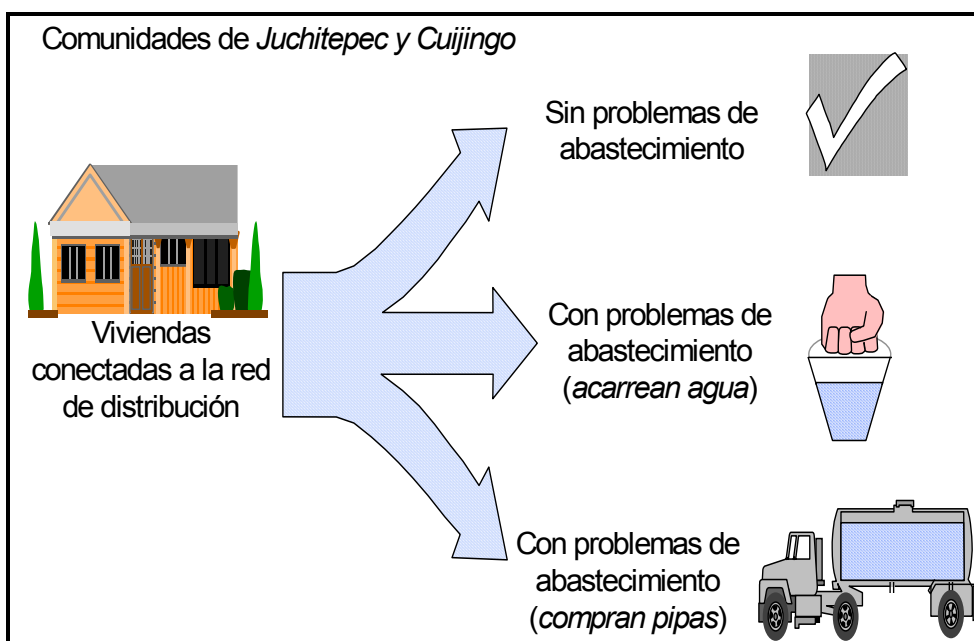 Comunidades de Juchitepec y Cuijingo
Sin problemas de
abastecimiento
Viviendas
conectadas a la red
de distribución
Con problemas de
abastecimiento
(acarrean agua)
Con problemas de
abastecimiento
(compran pipas)